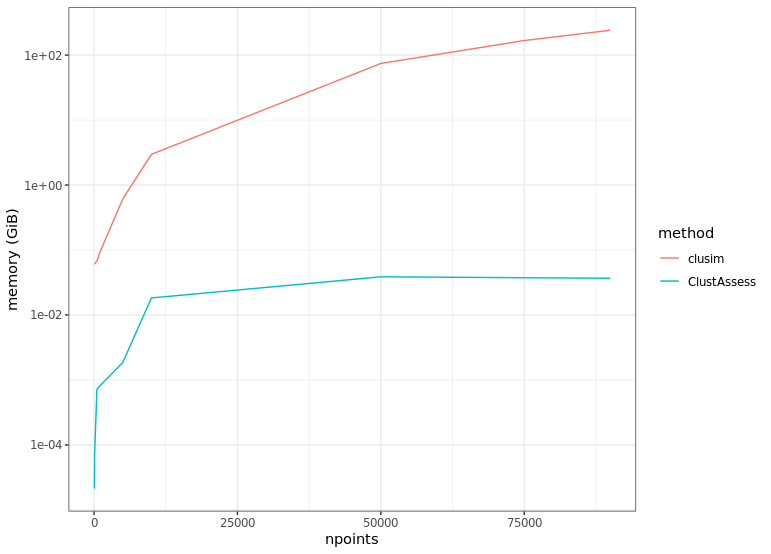 1e+02
1e+00
1e-02
1e-04
memory (GiB)
0
25000
50000
75000
npoints
method
clusim
ClustAssess